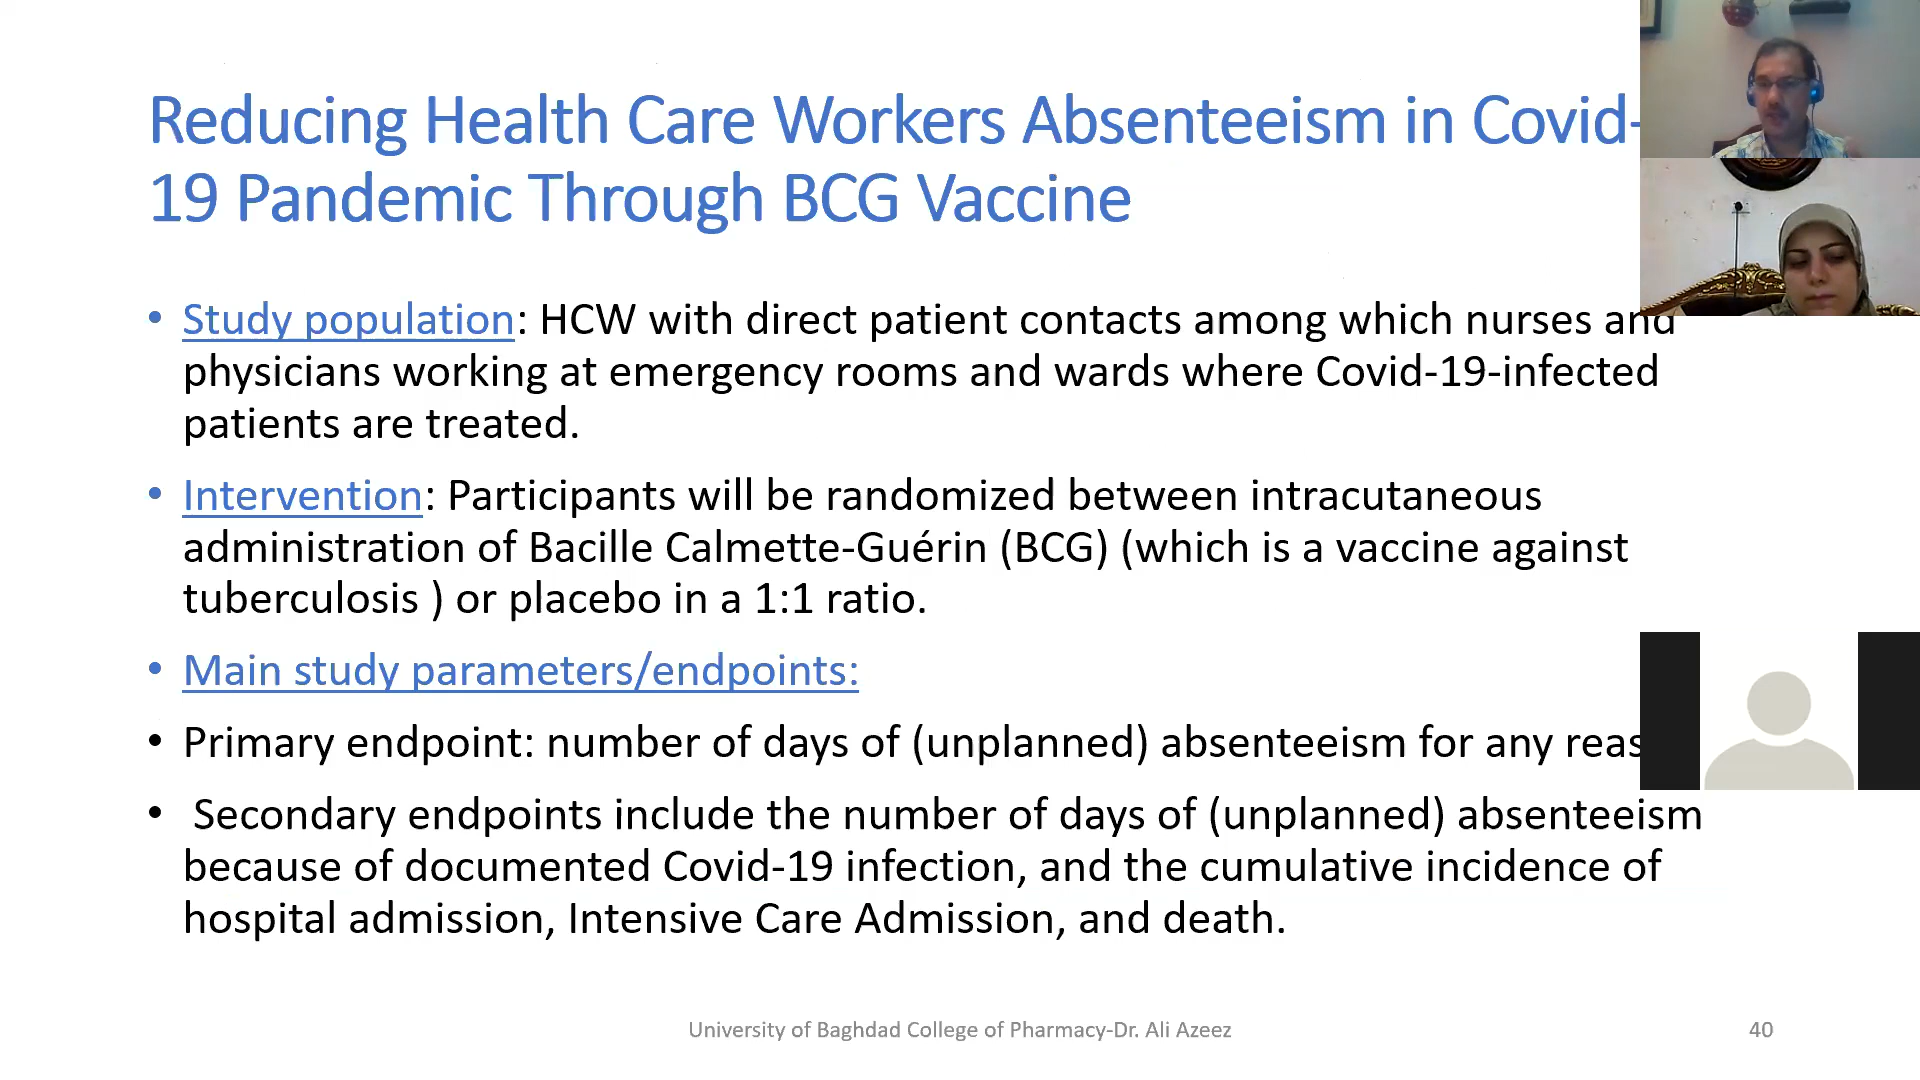 Reducing Health Care Workers Absenteeism in Covid-
19 Pandemic Through BCG Vaccine
• Study population: HCW with direct patient contacts among which nurses and
physicians working at emergency rooms and wards where Covid-19-infected
patients are treated.
• Intervention: Participants will be randomized between intracutaneous
administration of Bacille Calmette-Guérin (BCG) (which is a vaccine against
tuberculosis ) or placebo in a 1:1 ratio.
• Main study parameters/endpoints:
• Primary endpoint: number of days of (unplanned) absenteeism for any reas
• Secondary endpoints include the number of days of (unplanned) absenteeism
because of documented Covid-19 infection, and the cumulative incidence of
hospital admission, Intensive Care Admission, and death.
University of Baghdad College of Pharmacy-Dr. Ali Azeez
40